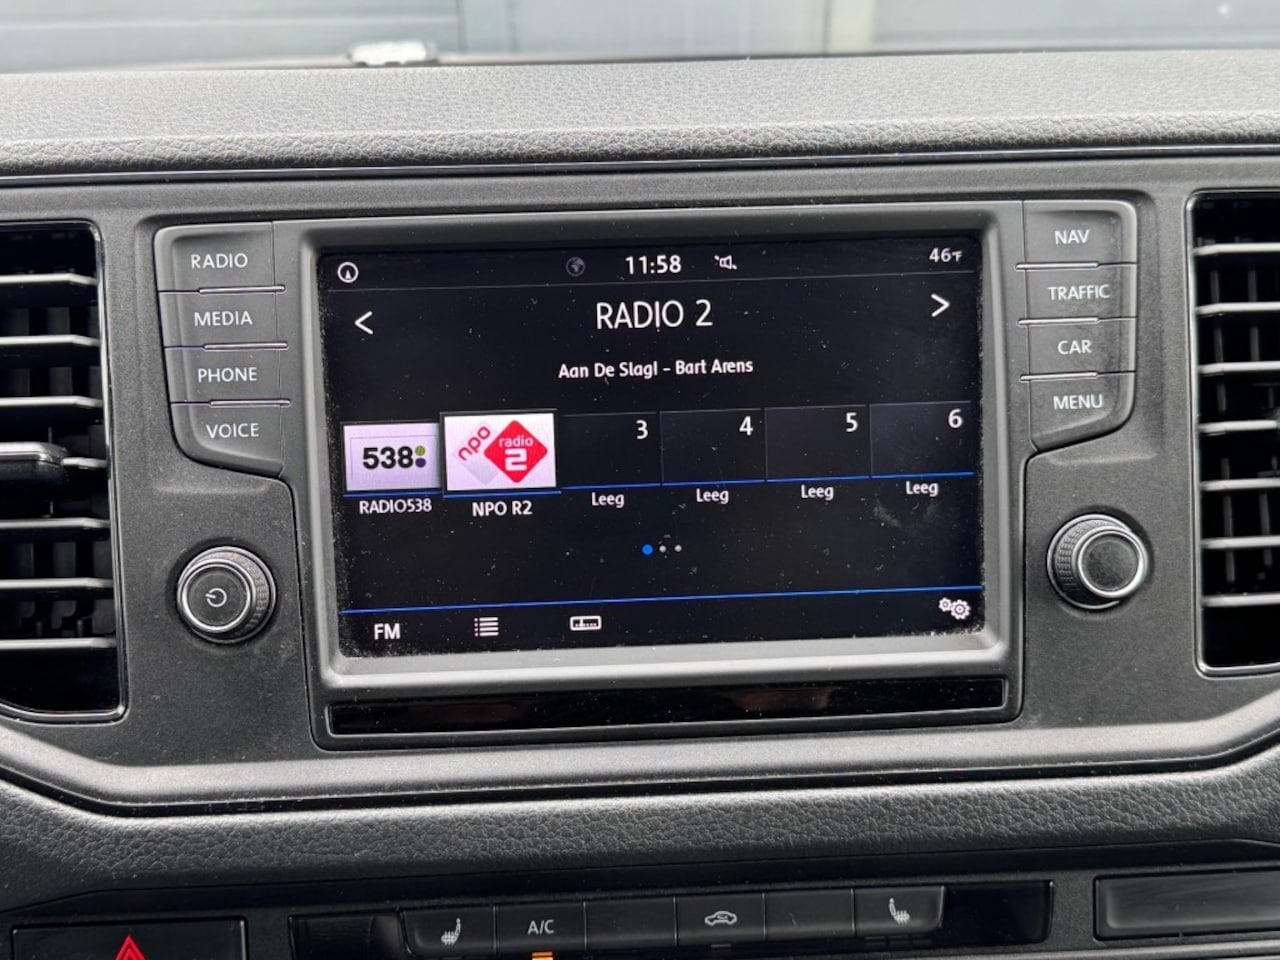 RADIO
MEDIA
PHONE
VOICE
11:58
46°F
RADIO 2
Aan De Slag! - Bart Arens
538
npo radio 2
3
4
5
6
RADIO538
NPO R2
Leeg
Leeg
Leeg
Leeg
FM
NAV
TRAFFIC
CAR
MENU
A/C